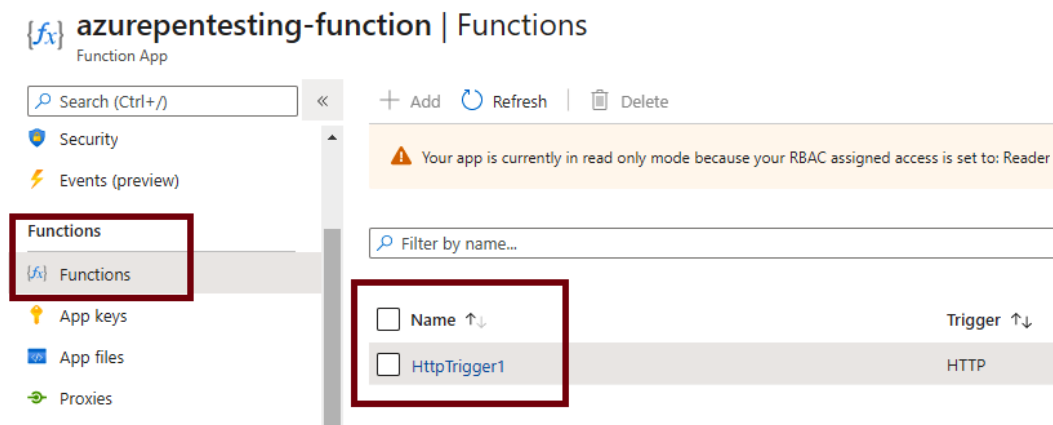 {fx} azurepentesting-function | Functions
Function App
Search (Ctrl+/)
«
Add
Refresh
Delete
Security
Events (preview)
Your app is currently in read only mode because your RBAC assigned access is set to: Reader
Functions
Filter by name...
{fx} Functions
App keys
Name ↑↓
Trigger ↑↓
App files
HttpTrigger1
HTTP
Proxies